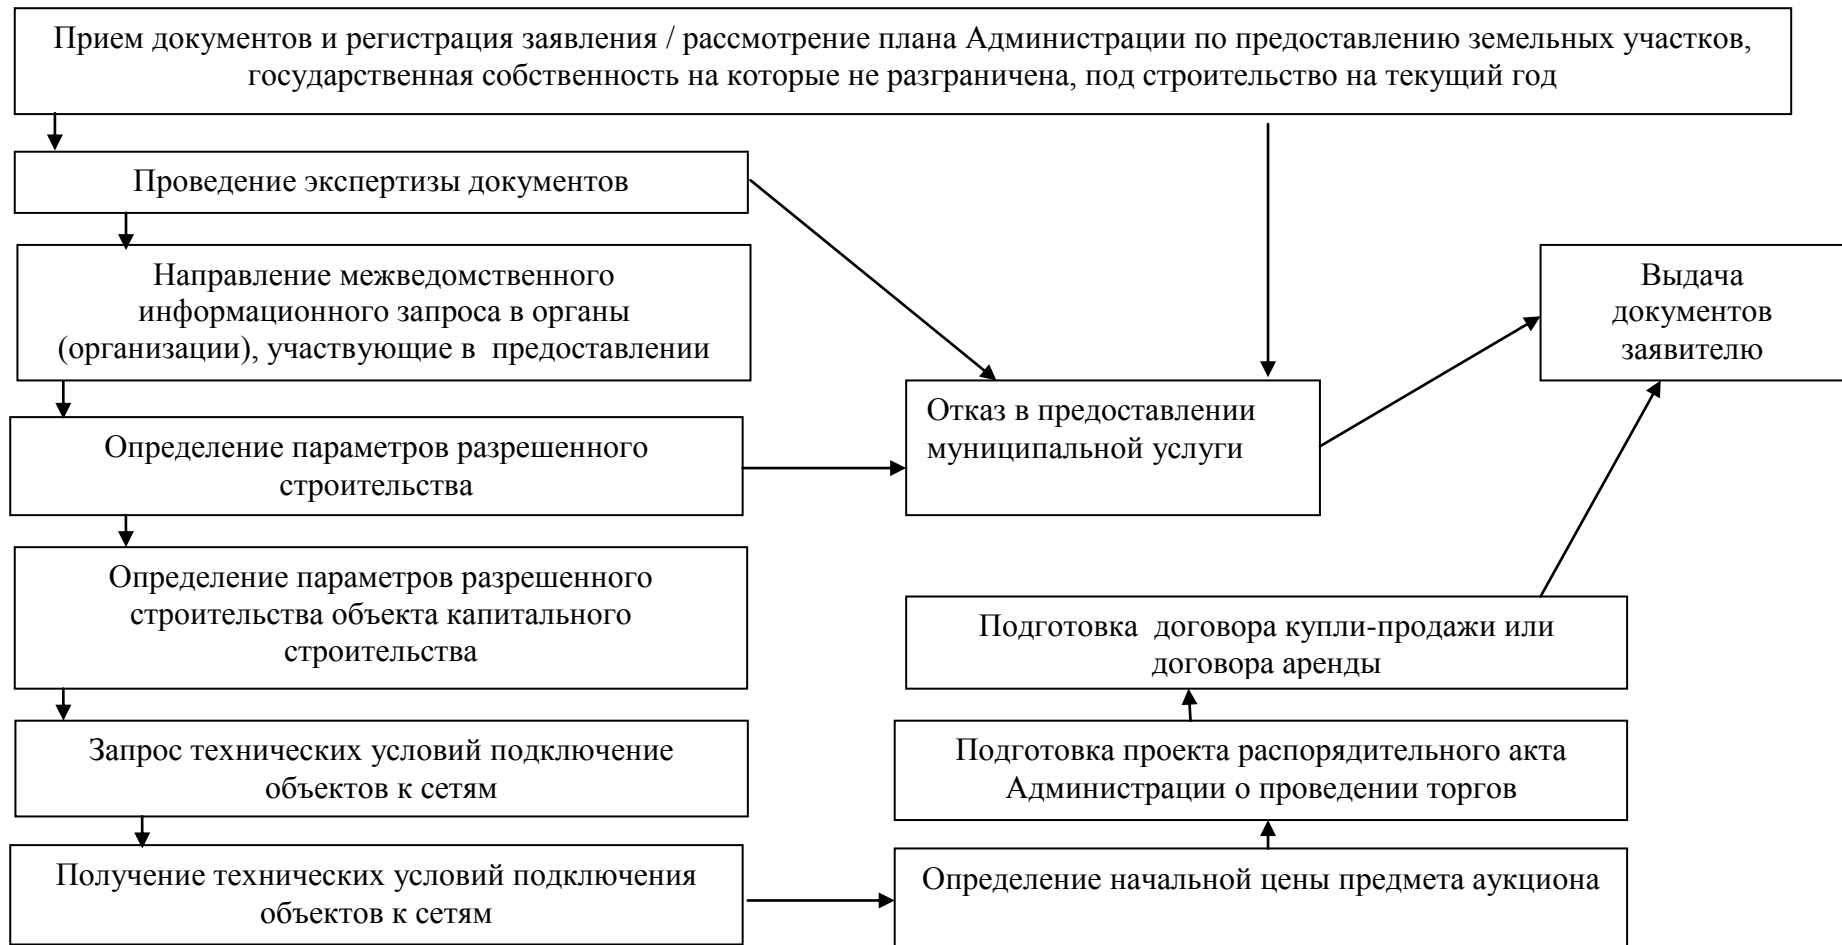 Прием документов и регистрация заявления / рассмотрение плана Администрации по предоставлению земельных участков,
государственная собственность на которые не разграничена, под строительство на текущий год
Проведение экспертизы документов
Направление межведомственного
информационного запроса в органы
(организации), участвующие в предоставлении
Выдача
документов
заявителю
Отказ в предоставлении
муниципальной услуги
Определение параметров разрешенного
строительства
Определение параметров разрешенного
строительства объекта капитального
строительства
Подготовка договора купли-продажи или
договора аренды
Запрос технических условий подключение
объектов к сетям
Подготовка проекта распорядительного акта
Администрации о проведении торгов
Получение технических условий подключения
объектов к сетям
Определение начальной цены предмета аукциона